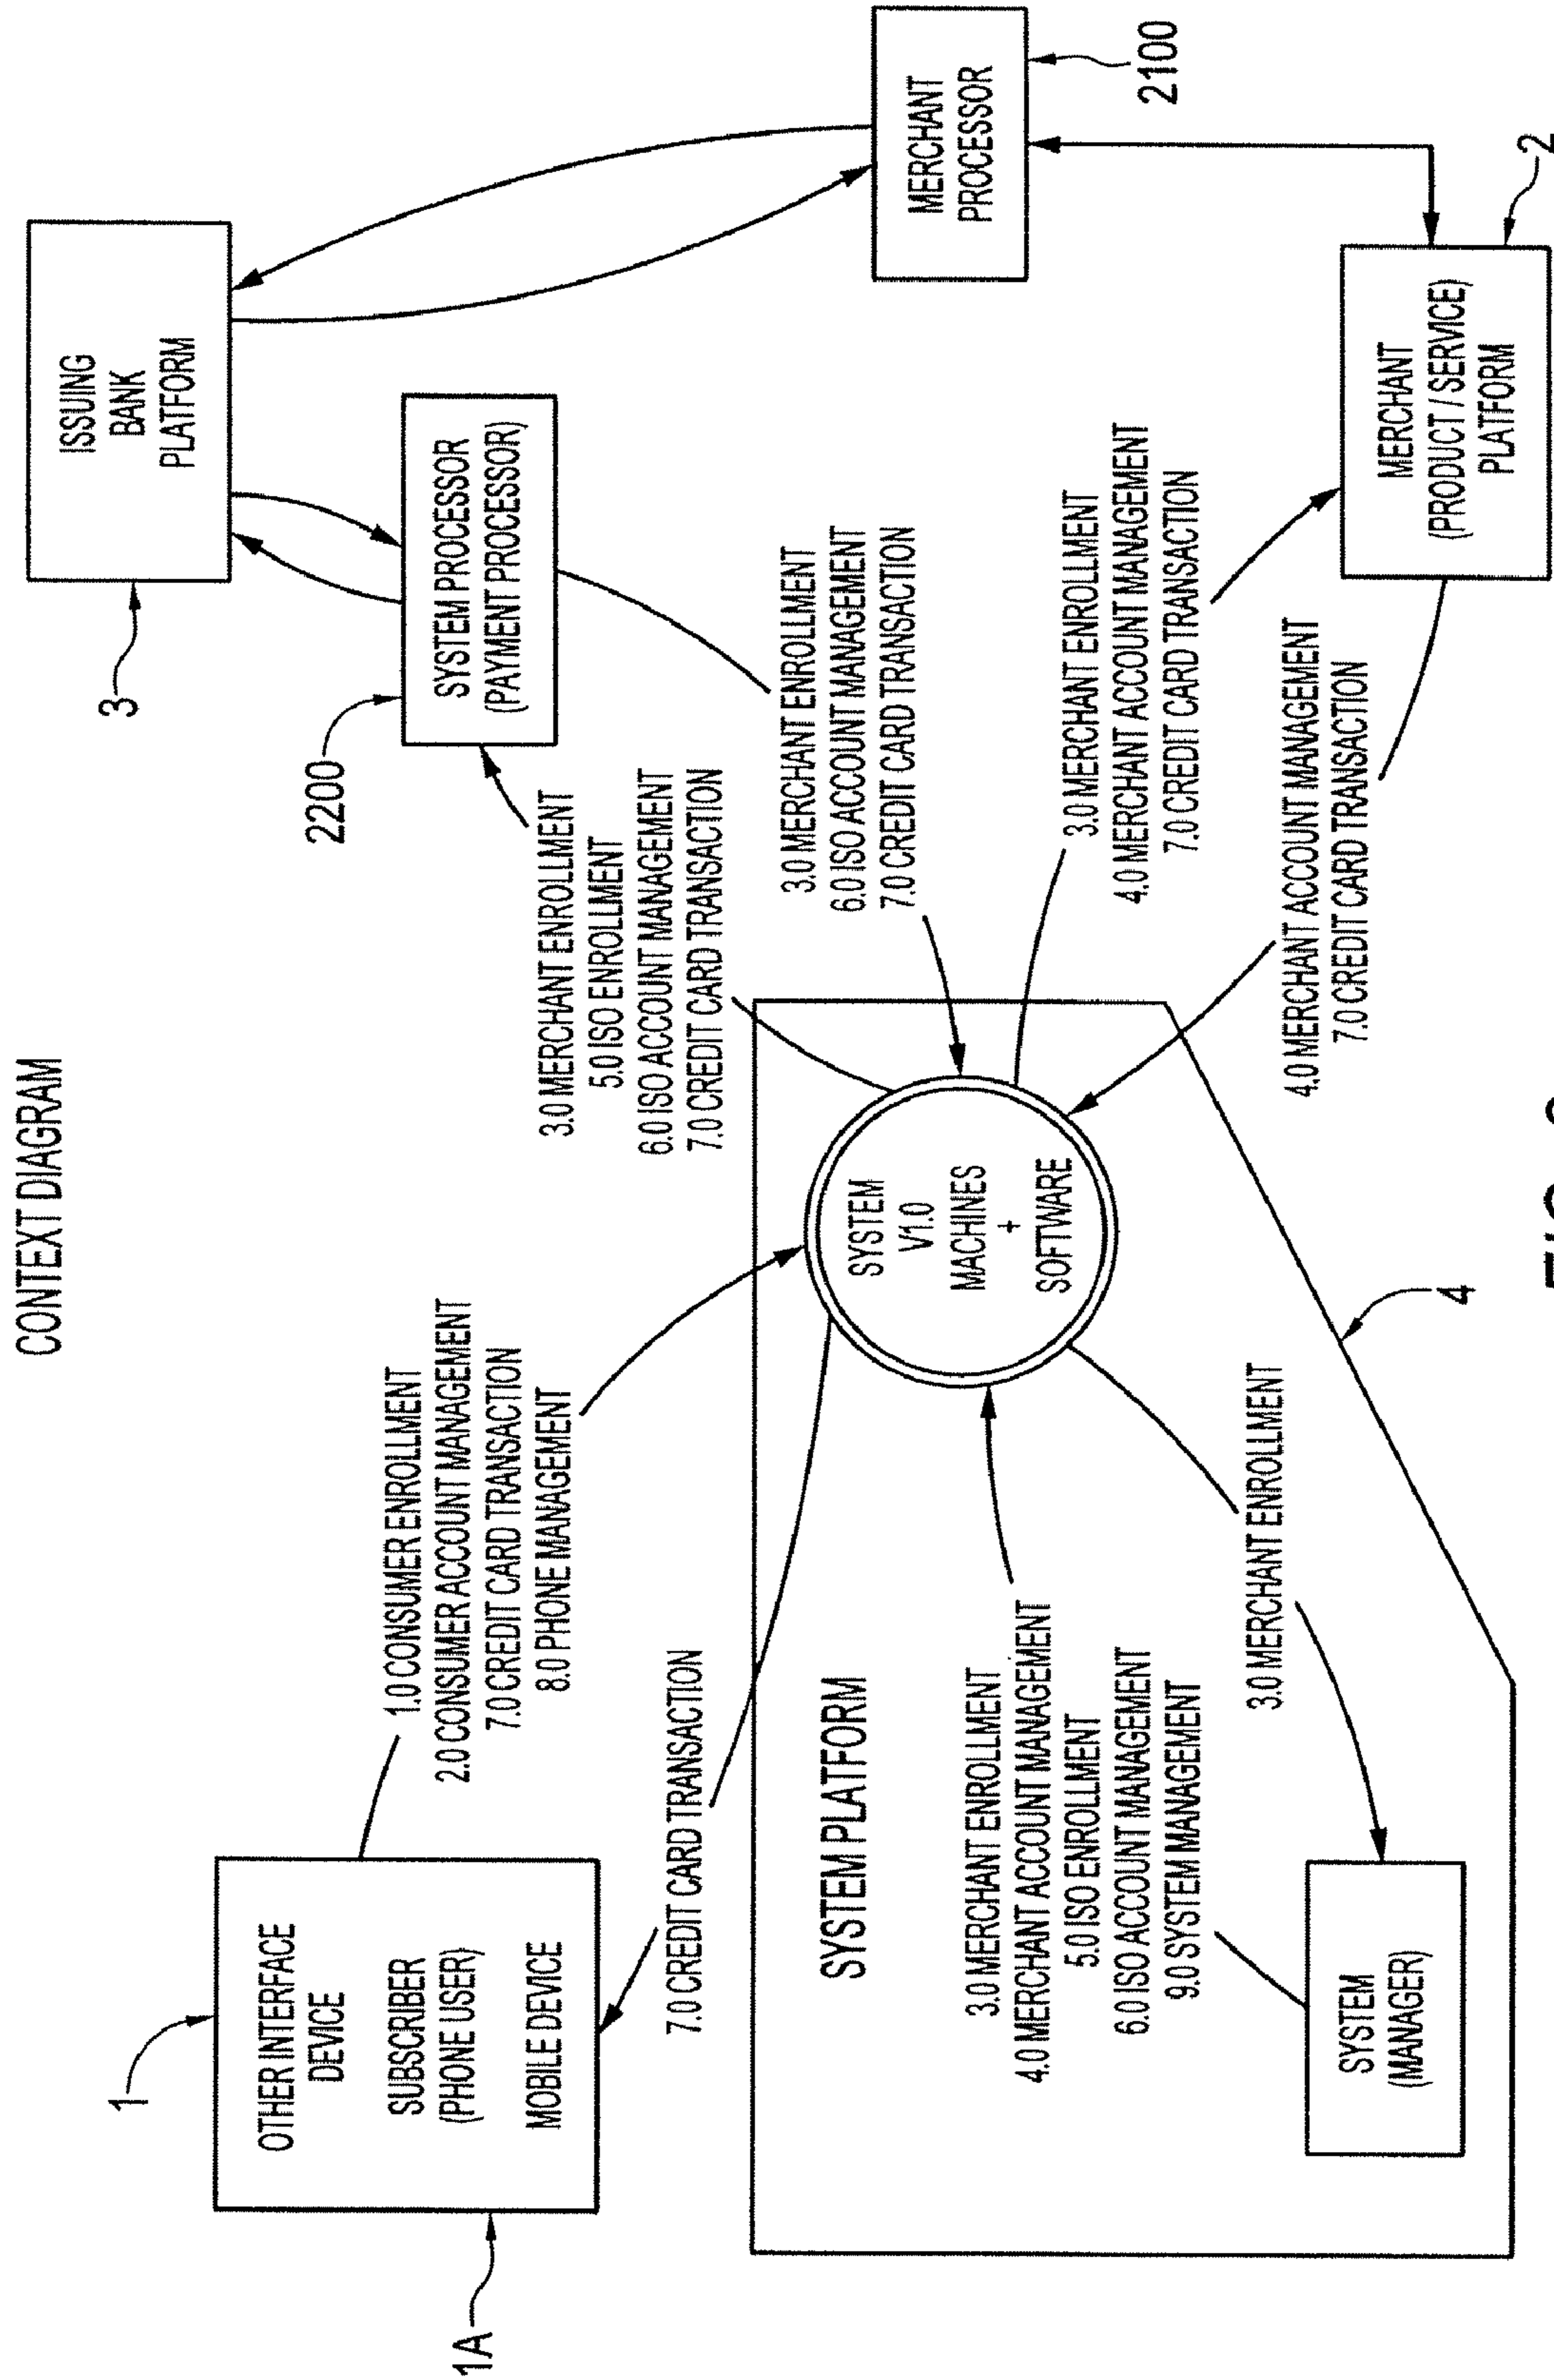 CONTEXT DIAGRAM
1
OTHER INTERFACE
DEVICE
SUBSCRIBER
(PHONE USER)
MOBILE DEVICE
1A
1.0 CONSUMER ENROLLMENT
2.0 CONSUMER ACCOUNT MANAGEMENT
7.0 CREDIT CARD TRANSACTION
8.0 PHONE MANAGEMENT
7.0 CREDIT CARD TRANSACTION
3
ISSUING
BANK
PLATFORM
2200
SYSTEM PROCESSOR
(PAYMENT PROCESSOR)
3.0 MERCHANT ENROLLMENT
5.0 ISO ENROLLMENT
6.0 ISO ACCOUNT MANAGEMENT
7.0 CREDIT CARD TRANSACTION
3.0 MERCHANT ENROLLMENT
6.0 ISO ACCOUNT MANAGEMENT
7.0 CREDIT CARD TRANSACTION
MERCHANT
PROCESSOR
2100
SYSTEM PLATFORM
SYSTEM
V1.0
MACHINES
+
SOFTWARE
3.0 MERCHANT ENROLLMENT
4.0 MERCHANT ACCOUNT MANAGEMENT
5.0 ISO ENROLLMENT
6.0 ISO ACCOUNT MANAGEMENT
9.0 SYSTEM MANAGEMENT
3.0 MERCHANT ENROLLMENT
SYSTEM
(MANAGER)
4
3.0 MERCHANT ENROLLMENT
4.0 MERCHANT ACCOUNT MANAGEMENT
7.0 CREDIT CARD TRANSACTION
4.0 MERCHANT ACCOUNT MANAGEMENT
7.0 CREDIT CARD TRANSACTION
MERCHANT
(PRODUCT / SERVICE)
PLATFORM
2